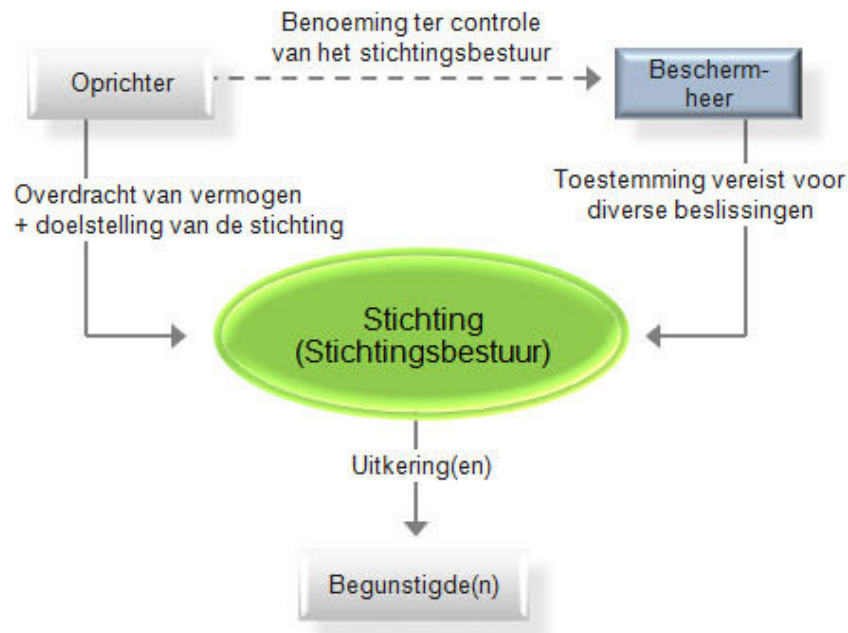 Benoeming ter controle
van het stichtingsbestuur
Oprichter
Bescherm-
heer
Overdracht van vermogen
+ doelstelling van de stichting
Toestemming vereist voor
diverse beslissingen
Stichting
(Stichtingsbestuur)
Uitkering(en)
Begunstigde(n)